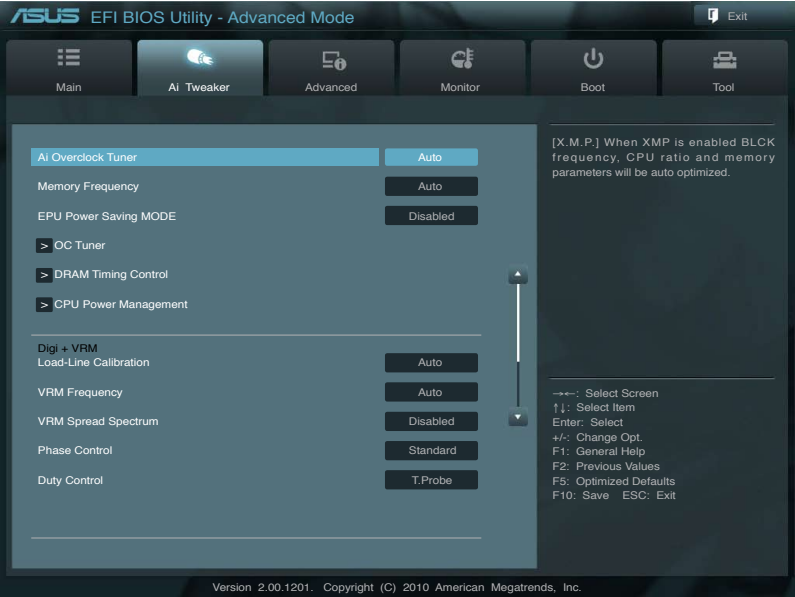 ASUS EFI BIOS Utility - Advanced Mode
Exit
Main
Ai Tweaker
Advanced
Monitor
Boot
Tool
Ai Overclock Tuner Auto
Memory Frequency Auto
EPU Power Saving MODE Disabled
> OC Tuner
> DRAM Timing Control
> CPU Power Management
Digi + VRM
Load-Line Calibration Auto
VRM Frequency Auto
VRM Spread Spectrum Disabled
Phase Control Standard
Duty Control T.Probe
[X.M.P.] When XMP is enabled BLCK
frequency, CPU ratio and memory
parameters will be auto optimized.
→←: Select Screen
↑↓: Select Item
Enter: Select
+/-: Change Opt.
F1: General Help
F2: Previous Values
F5: Optimized Defaults
F10: Save ESC: Exit
Version 2.00.1201. Copyright (C) 2010 American Megatrends, Inc.